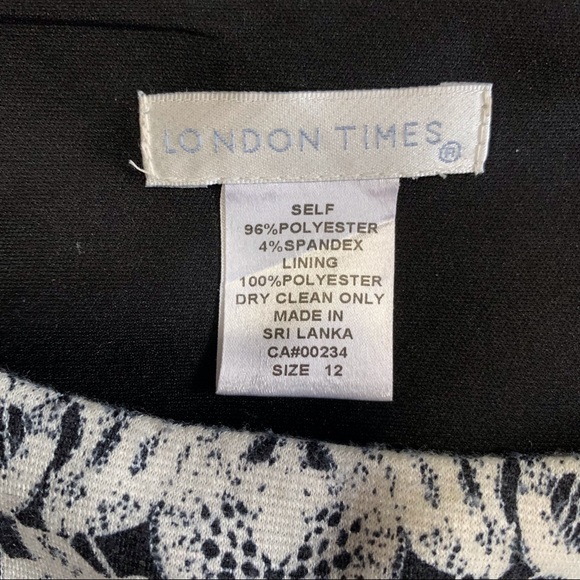 LONDON TIMES®
SELF
96%POLYESTER
4%SPANDEX
LINING
100%POLYESTER
DRY CLEAN ONLY
MADE IN
SRI LANKA
CA#00234
SIZE 12